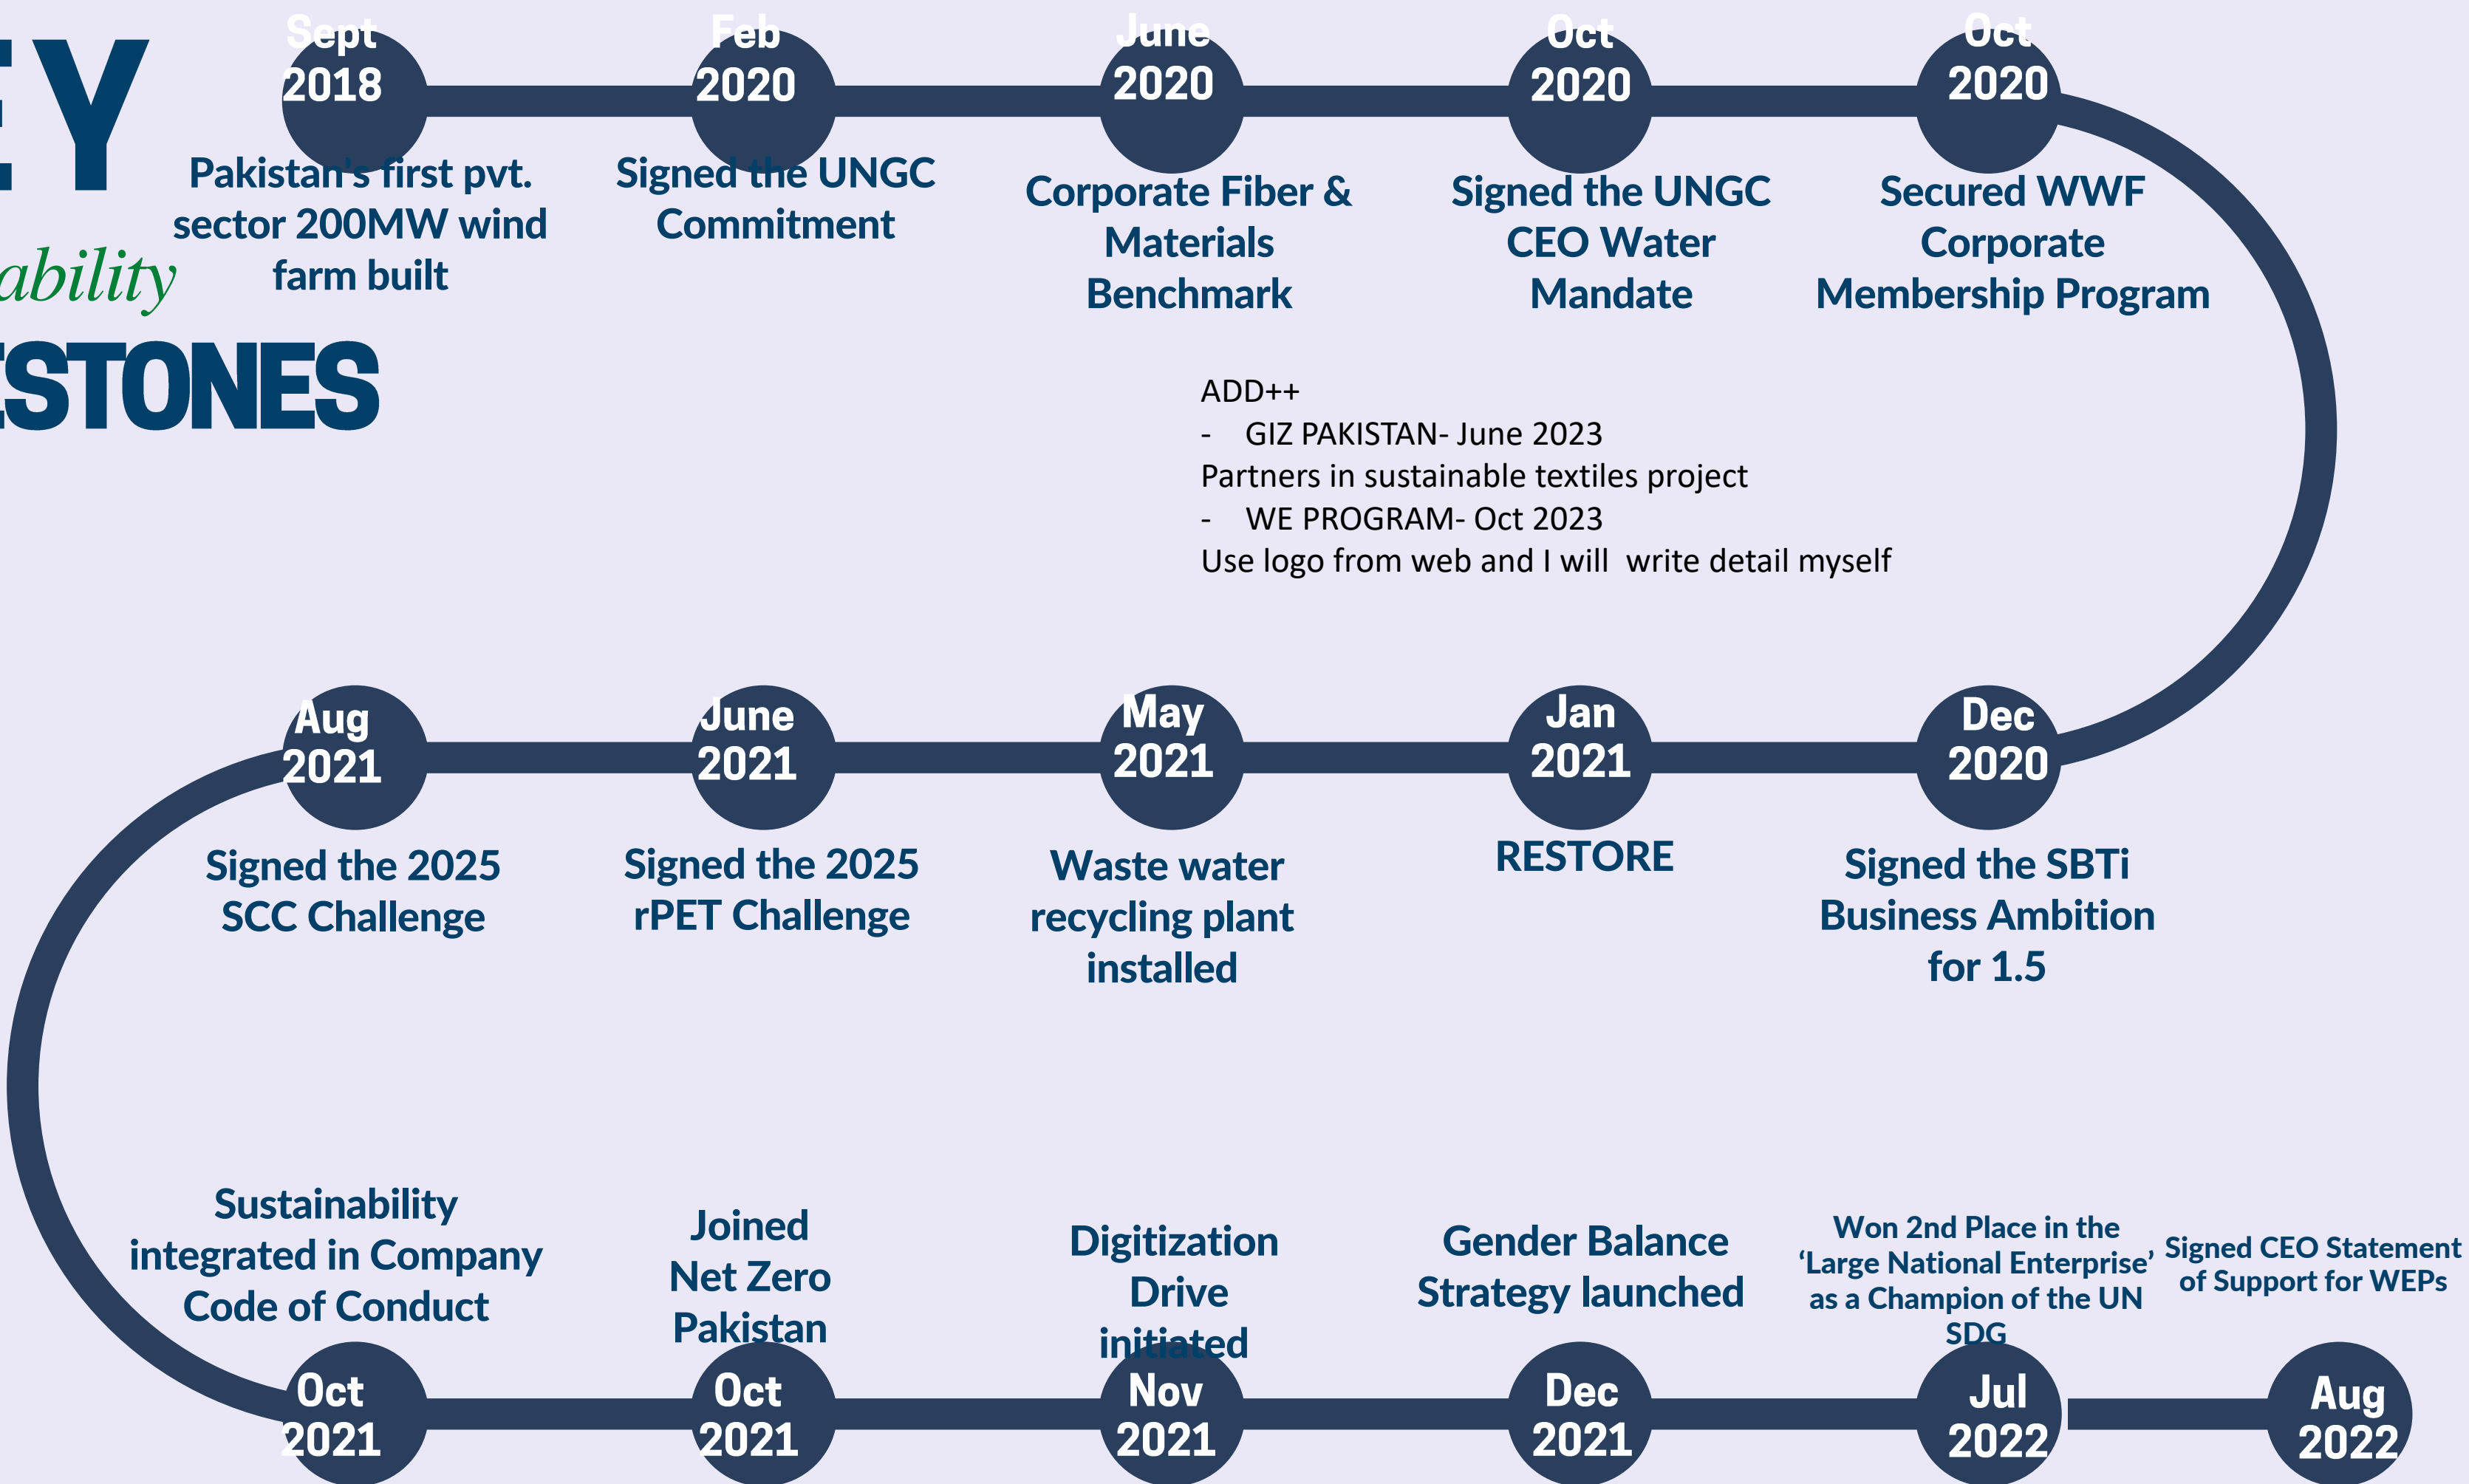 EY
ability
ESTONES
Sept
2018
Pakistan's first pvt.
sector 200MW wind
farm built
Feb
2020
Signed the UNGC
Commitment
June
2020
Corporate Fiber &
Materials
Benchmark
Oct
2020
Signed the UNGC
CEO Water
Mandate
Oct
2020
Secured WWF
Corporate
Membership Program
ADD++
- GIZ PAKISTAN- June 2023
Partners in sustainable textiles project
- WE PROGRAM- Oct 2023
Use logo from web and I will  write detail myself
Aug
2021
Signed the 2025
SCC Challenge
June
2021
Signed the 2025
rPET Challenge
May
2021
Waste water
recycling plant
installed
Jan
2021
RESTORE
Dec
2020
Signed the SBTi
Business Ambition
for 1.5
Sustainability
integrated in Company
Code of Conduct
Oct
2021
Joined
Net Zero
Pakistan
Oct
2021
Digitization
Drive
initiated
Nov
2021
Gender Balance
Strategy launched
Dec
2021
Won 2nd Place in the
‘Large National Enterprise’
as a Champion of the UN
SDG
Jul
2022
Signed CEO Statement
of Support for WEPs
Aug
2022